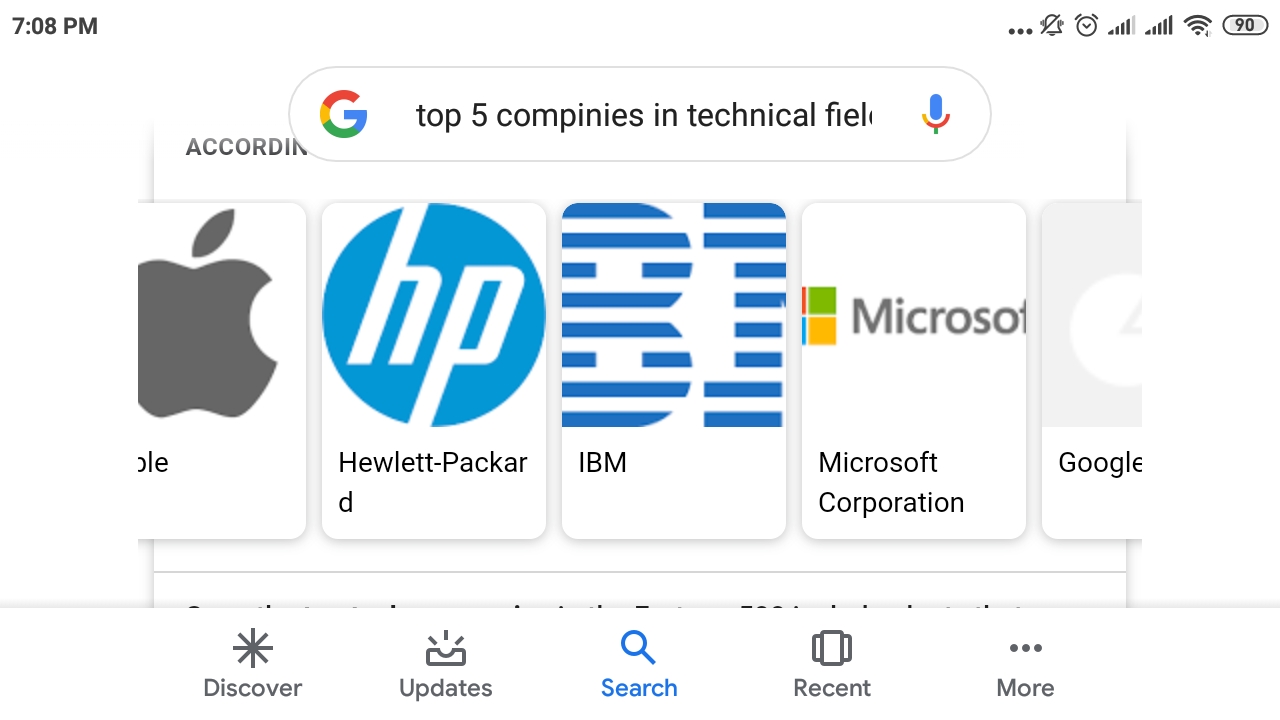 7:08 PM
90
top 5 compinies in technical fiel
ACCORDIN
hp
IBM
Microsof
ple
Hewlett-Packar
d
IBM
Microsoft
Corporation
Google
Discover
Updates
Search
Recent
More